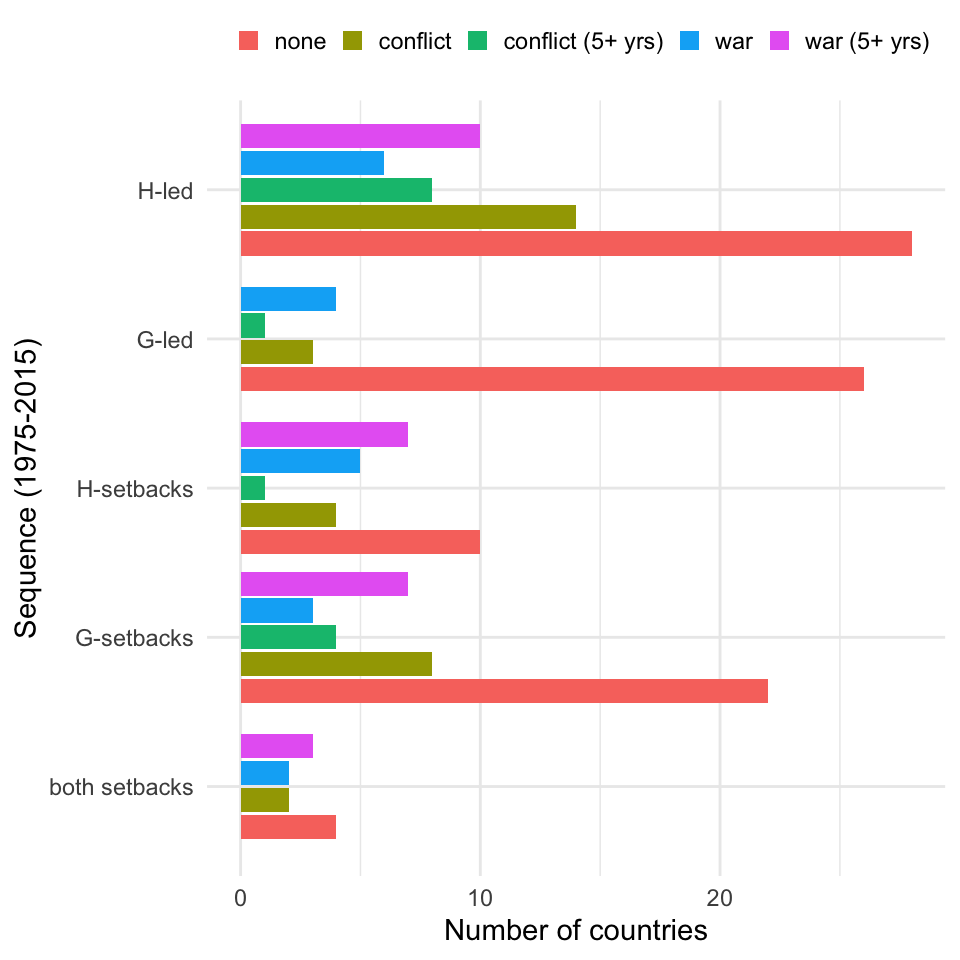 none conflict conflict (5+ yrs) war war (5+ yrs)
Sequence (1975-2015)
H-led
G-led
H-setbacks
G-setbacks
both setbacks
0 10 20
Number of countries